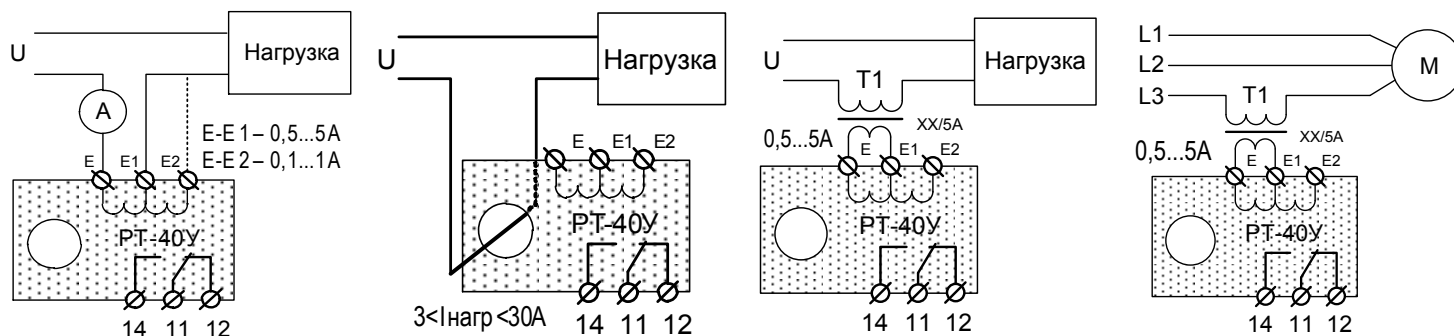 U
Нагрузка
A
E-E 1 – 0,5...5A
E-E 2 – 0,1...1A
E E1 E2
РТ-40У
14 11 12
U
Нагрузка
E E1 E2
РТ-40У
3<Iнагр<30A
14 11 12
U
Нагрузка
T1
XX/5A
0,5...5A
E E1 E2
РТ-40У
14 11 12
L1
L2
L3
M
T1
XX/5A
0,5...5A
E E1 E2
РТ-40У
14 11 12